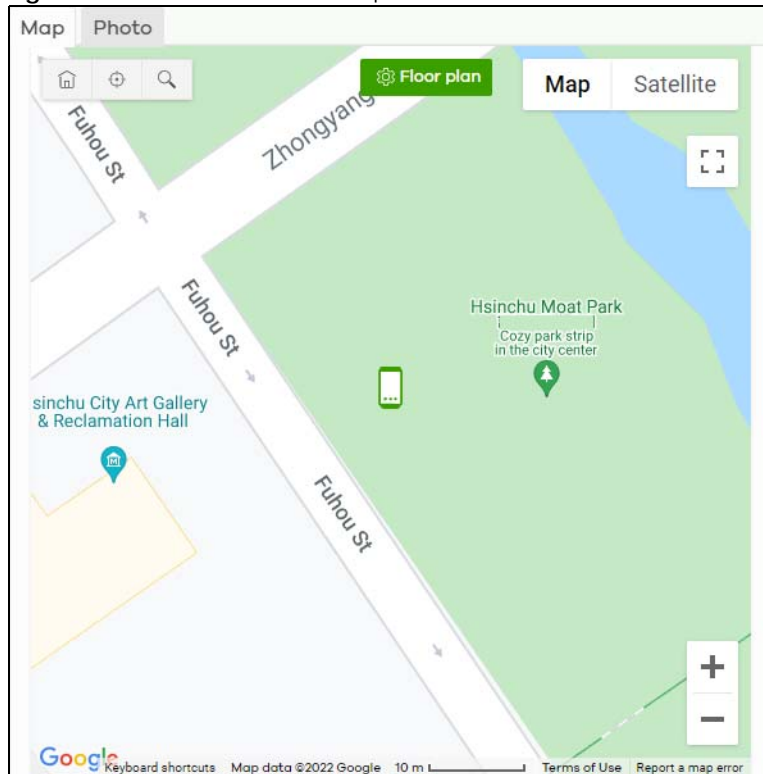 Map Photo
Floor plan
Map Satellite
Fuhou St
Zhongyang
Fuhou St
Hsinchu Moat Park
Cozy park strip
in the city center
sinchu City Art Gallery
& Reclamation Hall
Fuhou St
Google
Keyboard shortcuts Map data ©2022 Google 10 m Terms of Use Report a map error